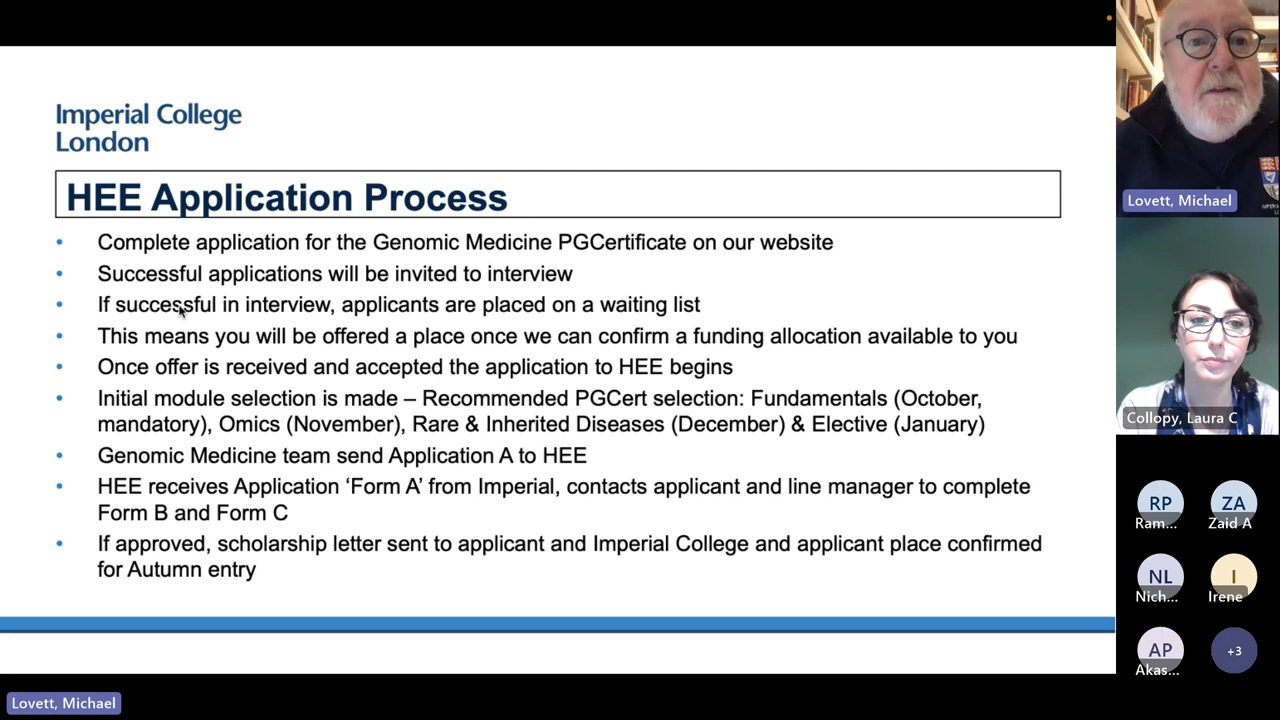 Imperial College
London
HEE Application Process
• Complete application for the Genomic Medicine PGCertificate on our website
• Successful applications will be invited to interview
• If successful in interview, applicants are placed on a waiting list
• This means you will be offered a place once we can confirm a funding allocation available to you
• Once offer is received and accepted the application to HEE begins
• Initial module selection is made – Recommended PGCert selection: Fundamentals (October,
mandatory), Omics (November), Rare & Inherited Diseases (December) & Elective (January)
• Genomic Medicine team send Application A to HEE
• HEE receives Application ‘Form A’ from Imperial, contacts applicant and line manager to complete
Form B and Form C
• If approved, scholarship letter sent to applicant and Imperial College and applicant place confirmed
for Autumn entry
Lovett, Michael
Lovett, Michael
Collopy, Laura C
RP
Ram...
ZA
Zaid A
NL
Nich...
I
Irene
AP
Akas...
+3